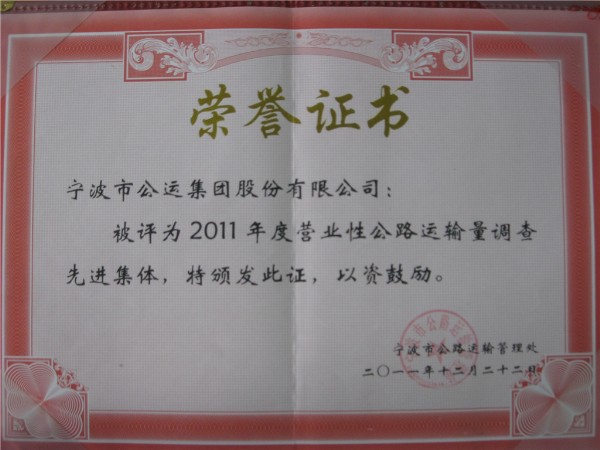 荣誉证书
宁波市公运集团股份有限公司：
被评为2011年度营业性公路运输量调查
先进集体，特颁发此证，以资鼓励。
宁波市公路运输管理处
二〇一一年十二月二十二日